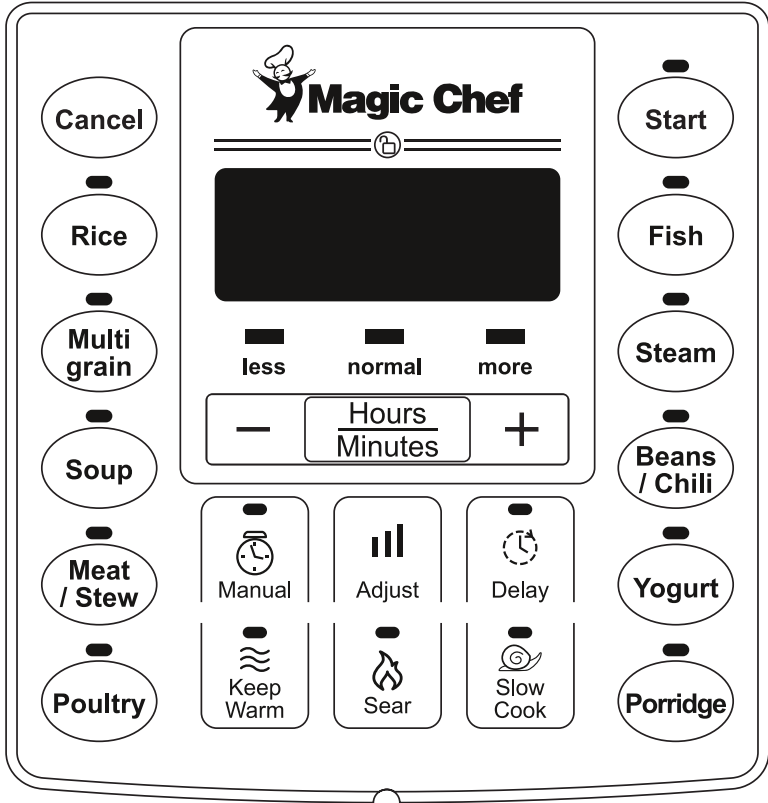 Magic Chef
Cancel
Start
Rice
Fish
Multi
grain
Steam
less normal more
− Hours +
Minutes
Soup
Beans
/ Chili
Meat
/ Stew
Manual Adjust Delay
Yogurt
Poultry
Keep
Warm
Sear
Slow
Cook
Porridge